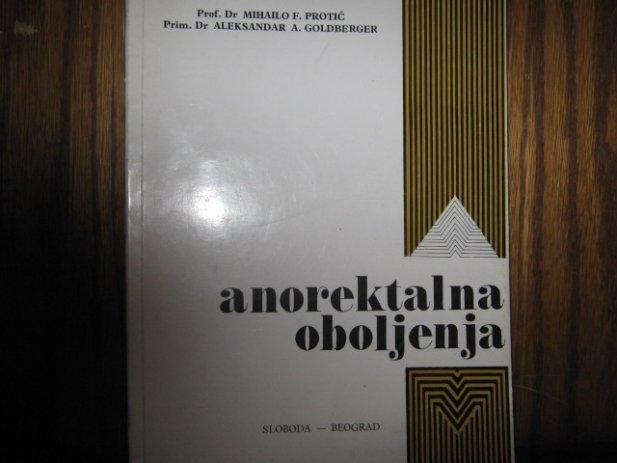 Prof. Dr MIHAILO F. PROTIĆ
Prim. Dr ALEKSANDAR A. GOLDBERGER
anorektalna
oboljenja
SLOBODA — BEOGRAD